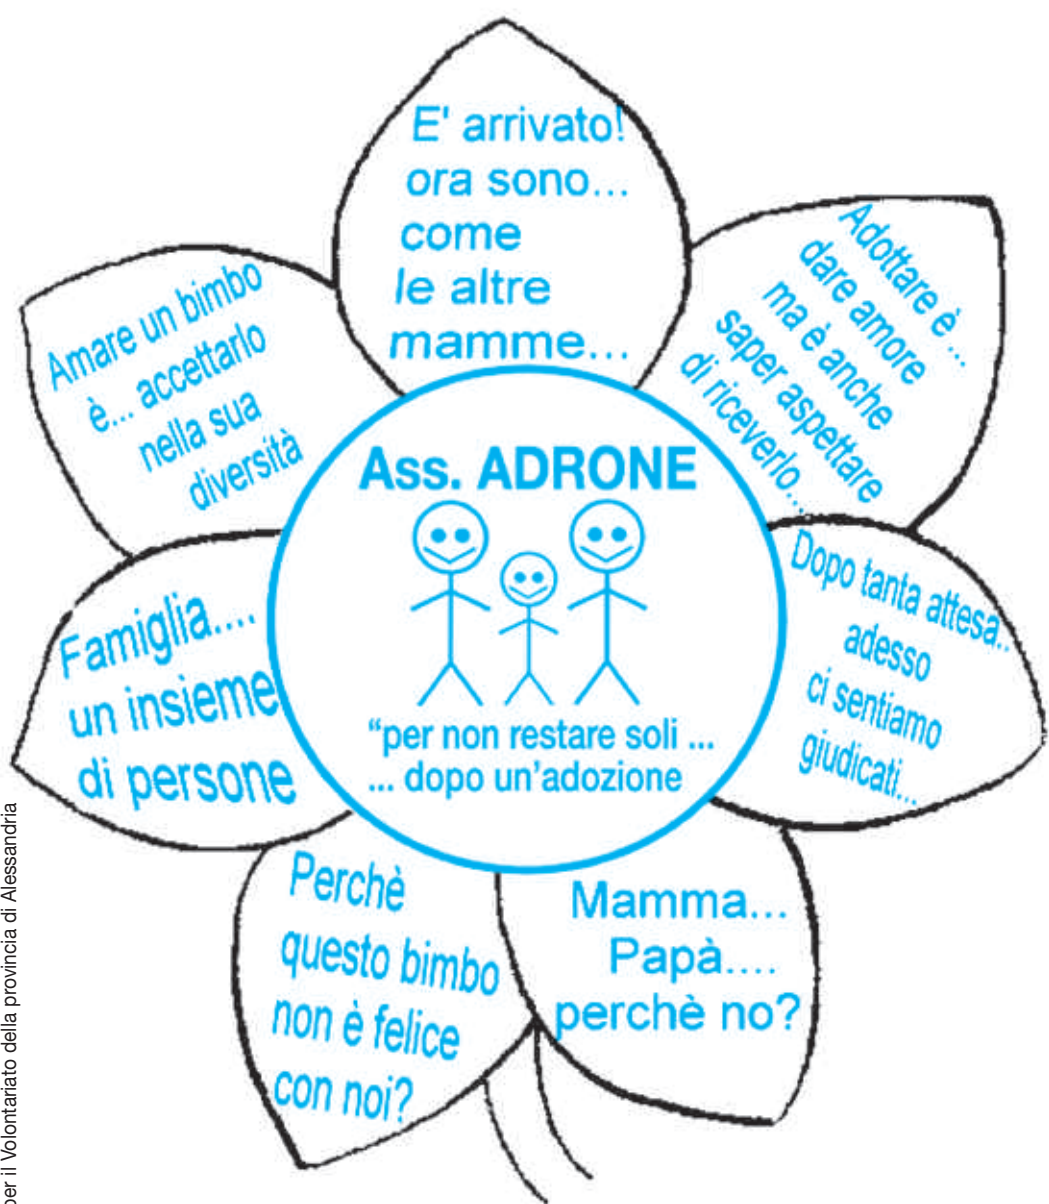 E' arrivato!
ora sono...
come
le altre
mamme...
Adottare è ...
dare amore
ma è anche
saper aspettare
di riceverlo...
Amare un bimbo
è... accettarlo
nella sua
diversità
Ass. ADRONE
“per non restare soli ...
... dopo un’adozione
Dopo tanta attesa..
adesso
ci sentiamo
giudicati...
Famiglia....
un insieme
di persone
Perchè
questo bimbo
non è felice
con noi?
Mamma...
Papà....
perchè no?
per il Volontariato della provincia di Alessandria